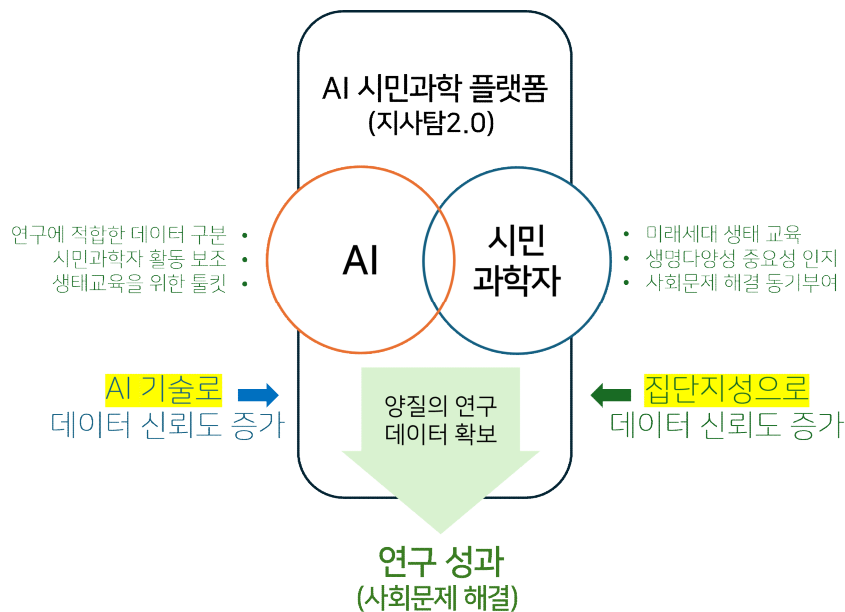 AI 시민과학 플랫폼
(지사탐2.0)
연구에 적합한 데이터 구분 •
시민과학자 활동 보조 •
생태교육을 위한 툴킷 •
AI
시민
과학자
• 미래세대 생태 교육
• 생명다양성 중요성 인지
• 사회문제 해결 동기부여
AI 기술로
데이터 신뢰도 증가
양질의 연구
데이터 확보
집단지성으로
데이터 신뢰도 증가
연구 성과
(사회문제 해결)